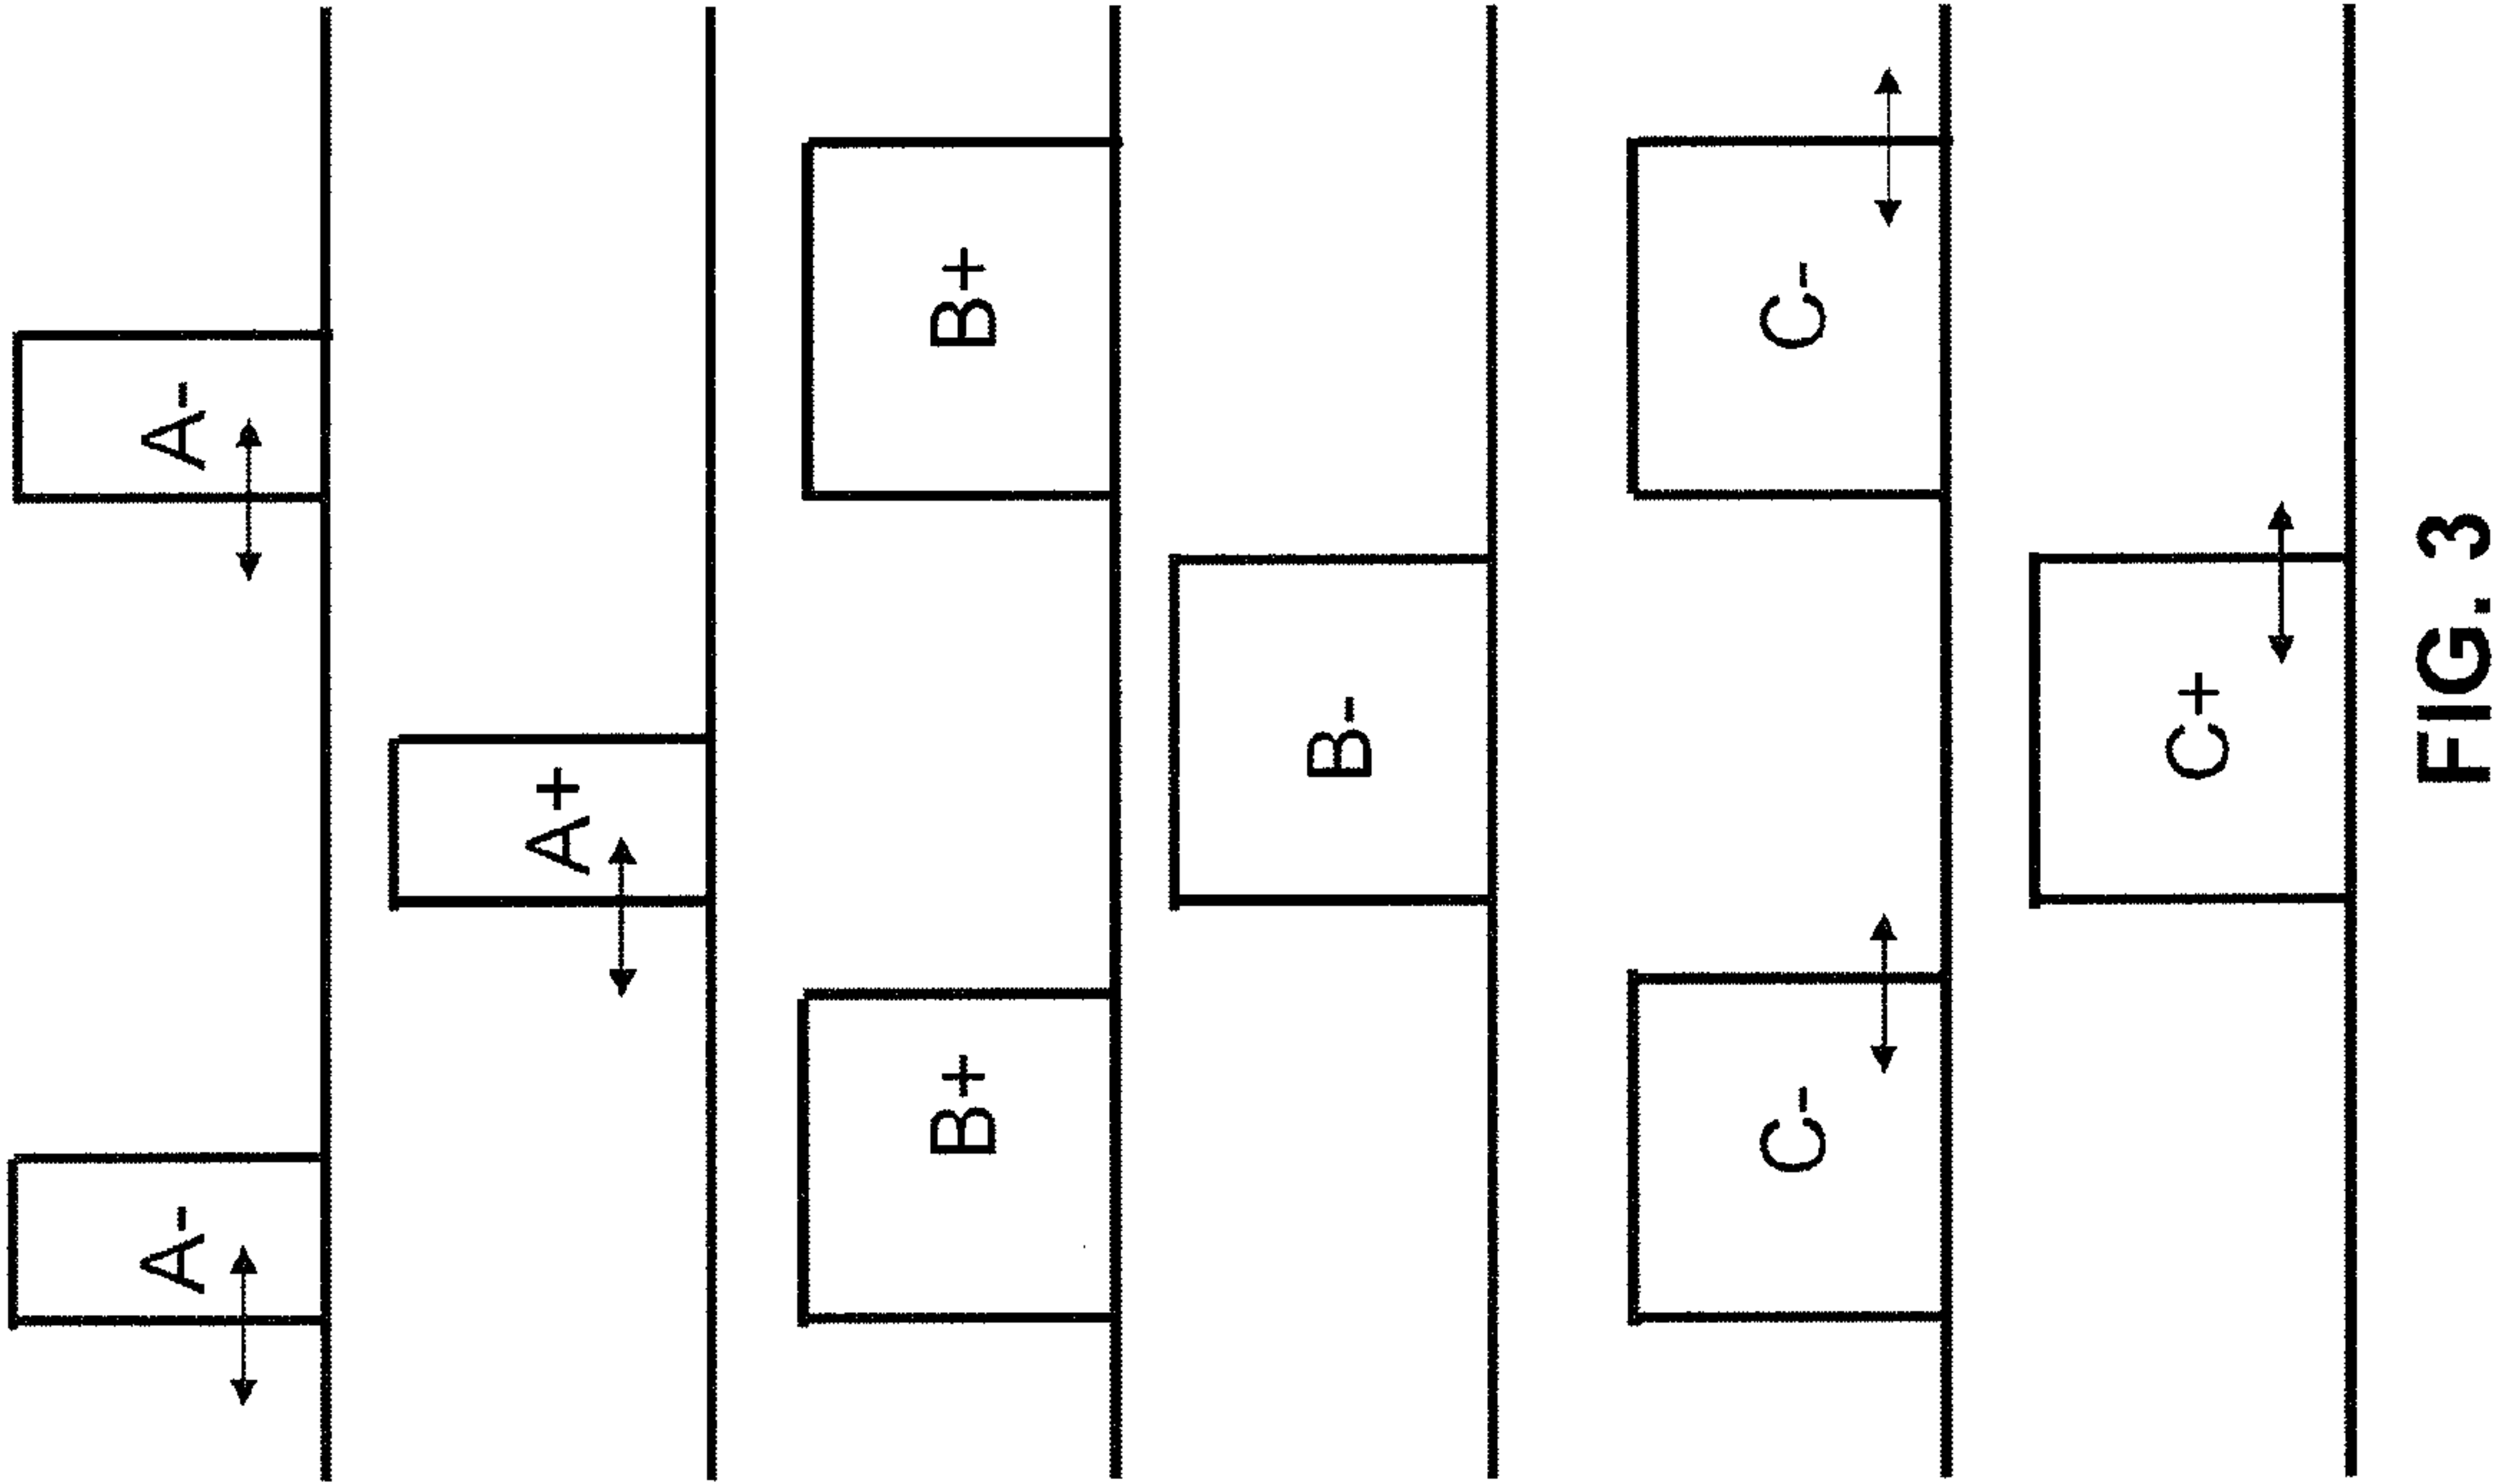 A- A-
A+
B+ B+
B-
C- C-
C+
FIG. 3